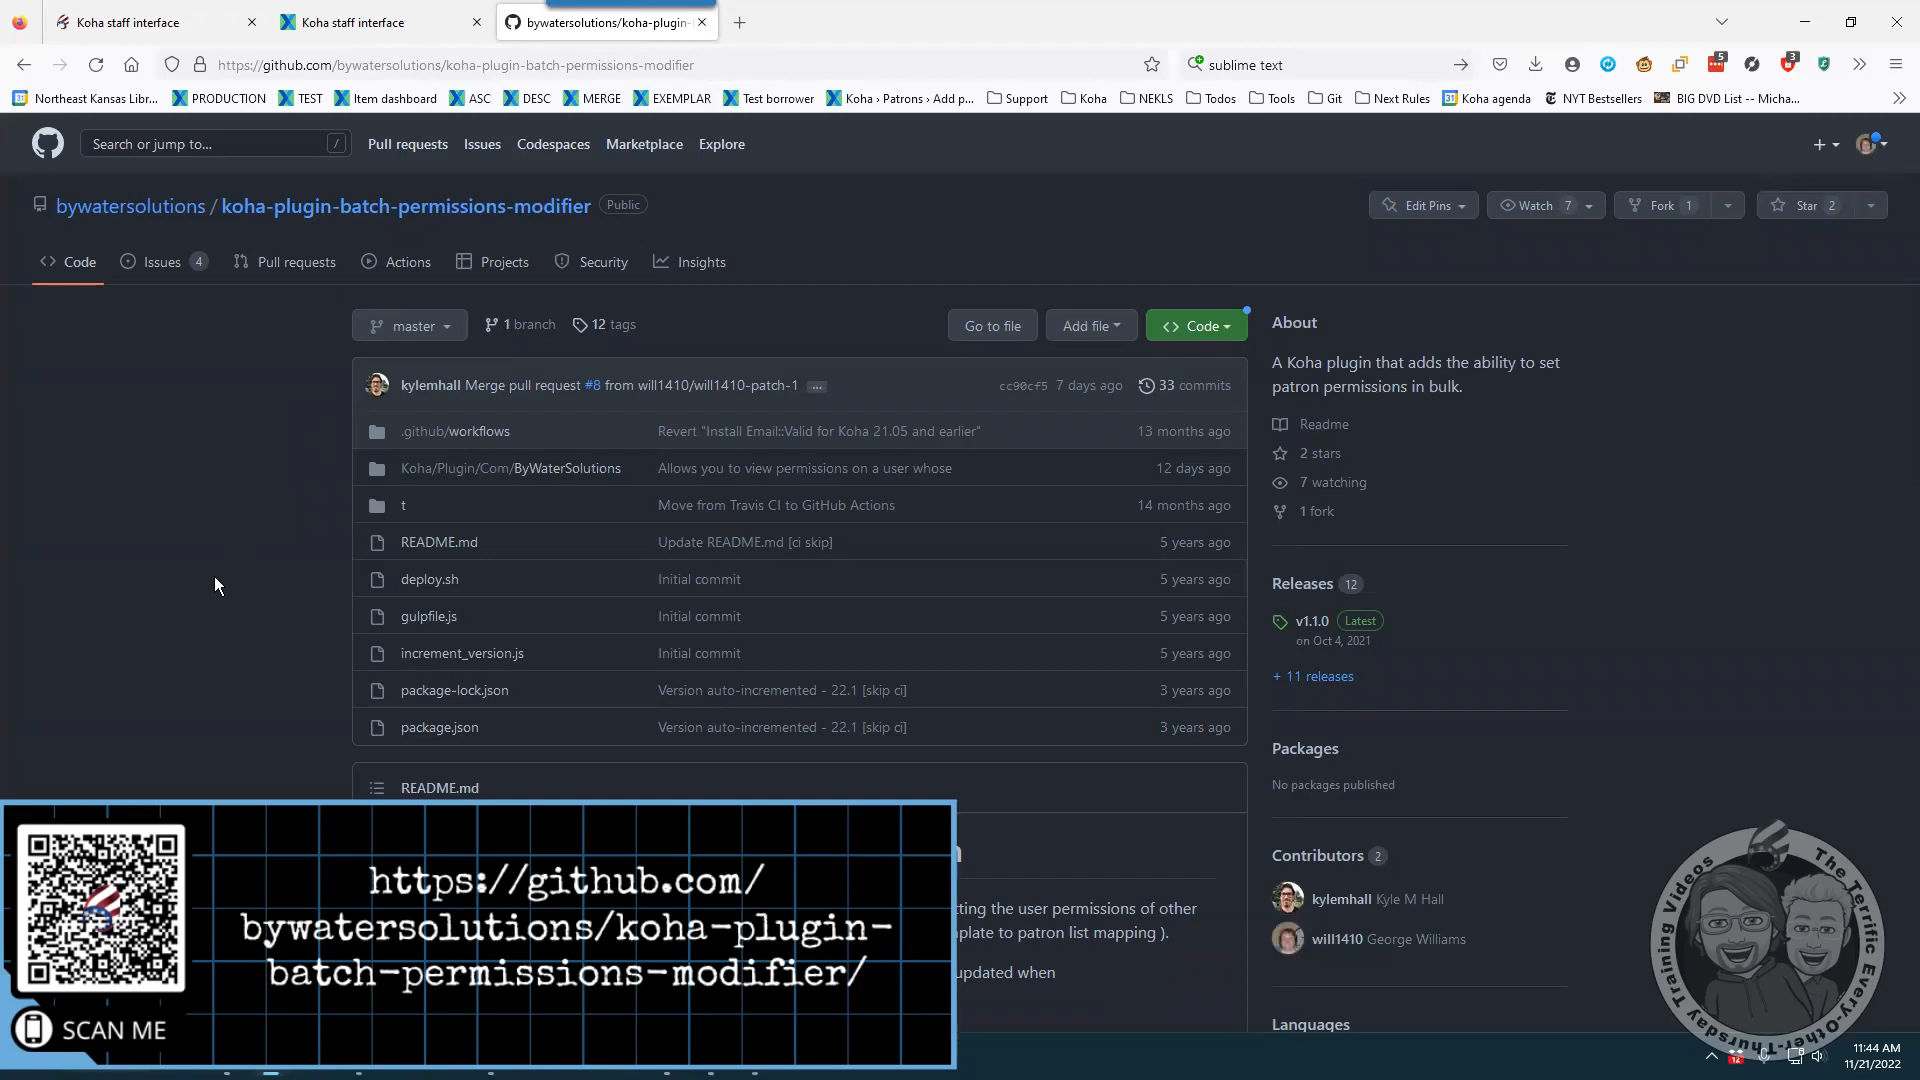 Koha staff interface
Koha staff interface
bywatersolutions/koha-plugin-
https://github.com/bywatersolutions/koha-plugin-batch-permissions-modifier
sublime text
5
3
Northeast Kansas Libr...
PRODUCTION
TEST
Item dashboard
ASC
DESC
MERGE
EXEMPLAR
Test borrower
Koha › Patrons › Add p...
Support
Koha
NEKLS
Todos
Tools
Git
Next Rules
Koha agenda
NYT Bestsellers
BIG DVD List -- Micha...
Search or jump to...
/
Pull requests
Issues
Codespaces
Marketplace
Explore
bywatersolutions / koha-plugin-batch-permissions-modifier
Public
Edit Pins
Watch 7
Fork 1
Star 2
Code
Issues 4
Pull requests
Actions
Projects
Security
Insights
master
1 branch
12 tags
Go to file
Add file
Code
kylemhall Merge pull request #8 from will1410/will1410-patch-1 ...
cc90cf5 7 days ago
33 commits
.github/workflows
Revert "Install Email::Valid for Koha 21.05 and earlier"
13 months ago
Koha/Plugin/Com/ByWaterSolutions
Allows you to view permissions on a user whose
12 days ago
t
Move from Travis CI to GitHub Actions
14 months ago
README.md
Update README.md [ci skip]
5 years ago
deploy.sh
Initial commit
5 years ago
gulpfile.js
Initial commit
5 years ago
increment_version.js
Initial commit
5 years ago
package-lock.json
Version auto-incremented - 22.1 [skip ci]
3 years ago
package.json
Version auto-incremented - 22.1 [skip ci]
3 years ago
README.md
tting the user permissions of other
nplate to patron list mapping ).
updated when
About
A Koha plugin that adds the ability to set
patron permissions in bulk.
Readme
2 stars
7 watching
1 fork
Releases 12
v1.1.0 Latest
on Oct 4, 2021
+ 11 releases
Packages
No packages published
Contributors 2
kylemhall Kyle M Hall
will1410 George Williams
Languages
https://github.com/
bywatersolutions/koha-plugin-
batch-permissions-modifier/
SCAN ME
The Terrific Every-Other-Thursday Training Videos
12
11:44 AM
11/21/2022